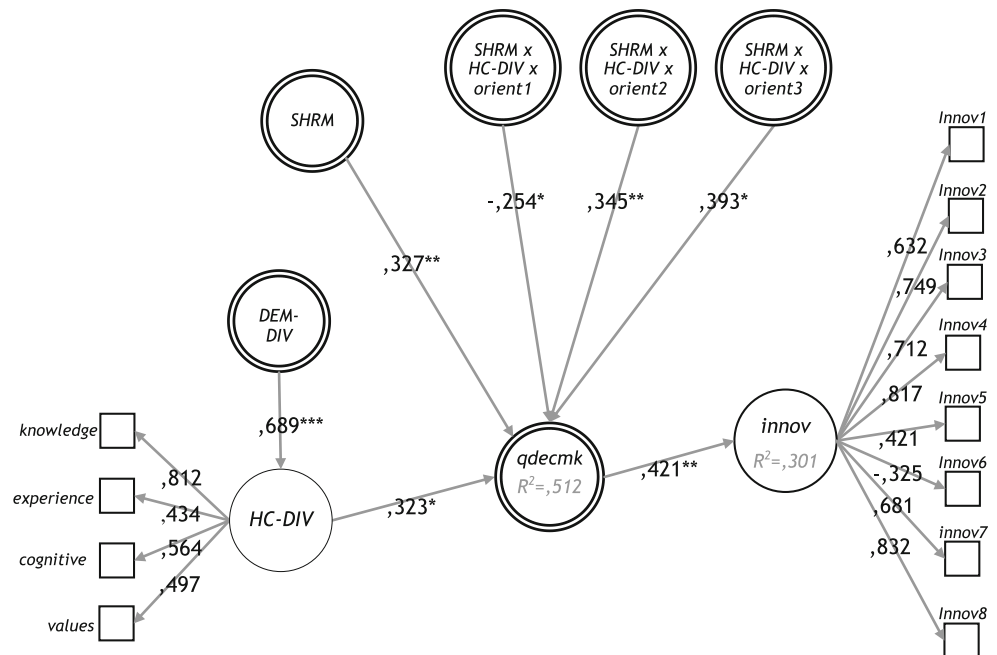 SHRM x
HC-DIV x
orient1
SHRM x
HC-DIV x
orient2
SHRM x
HC-DIV x
orient3
SHRM
Innov1
Innov2
-,254*
,345**
,393*
,632
Innov3
,327**
,749
DEM-
DIV
Innov4
,712
,817
Innov5
knowledge
,689***
innov
,421
qdecmk
R²=,301
Innov6
,812
,421**
-,325
R²=,512
experience
,434
HC-DIV
,323*
,681
innov7
cognitive
,564
,832
,497
values
Innov8